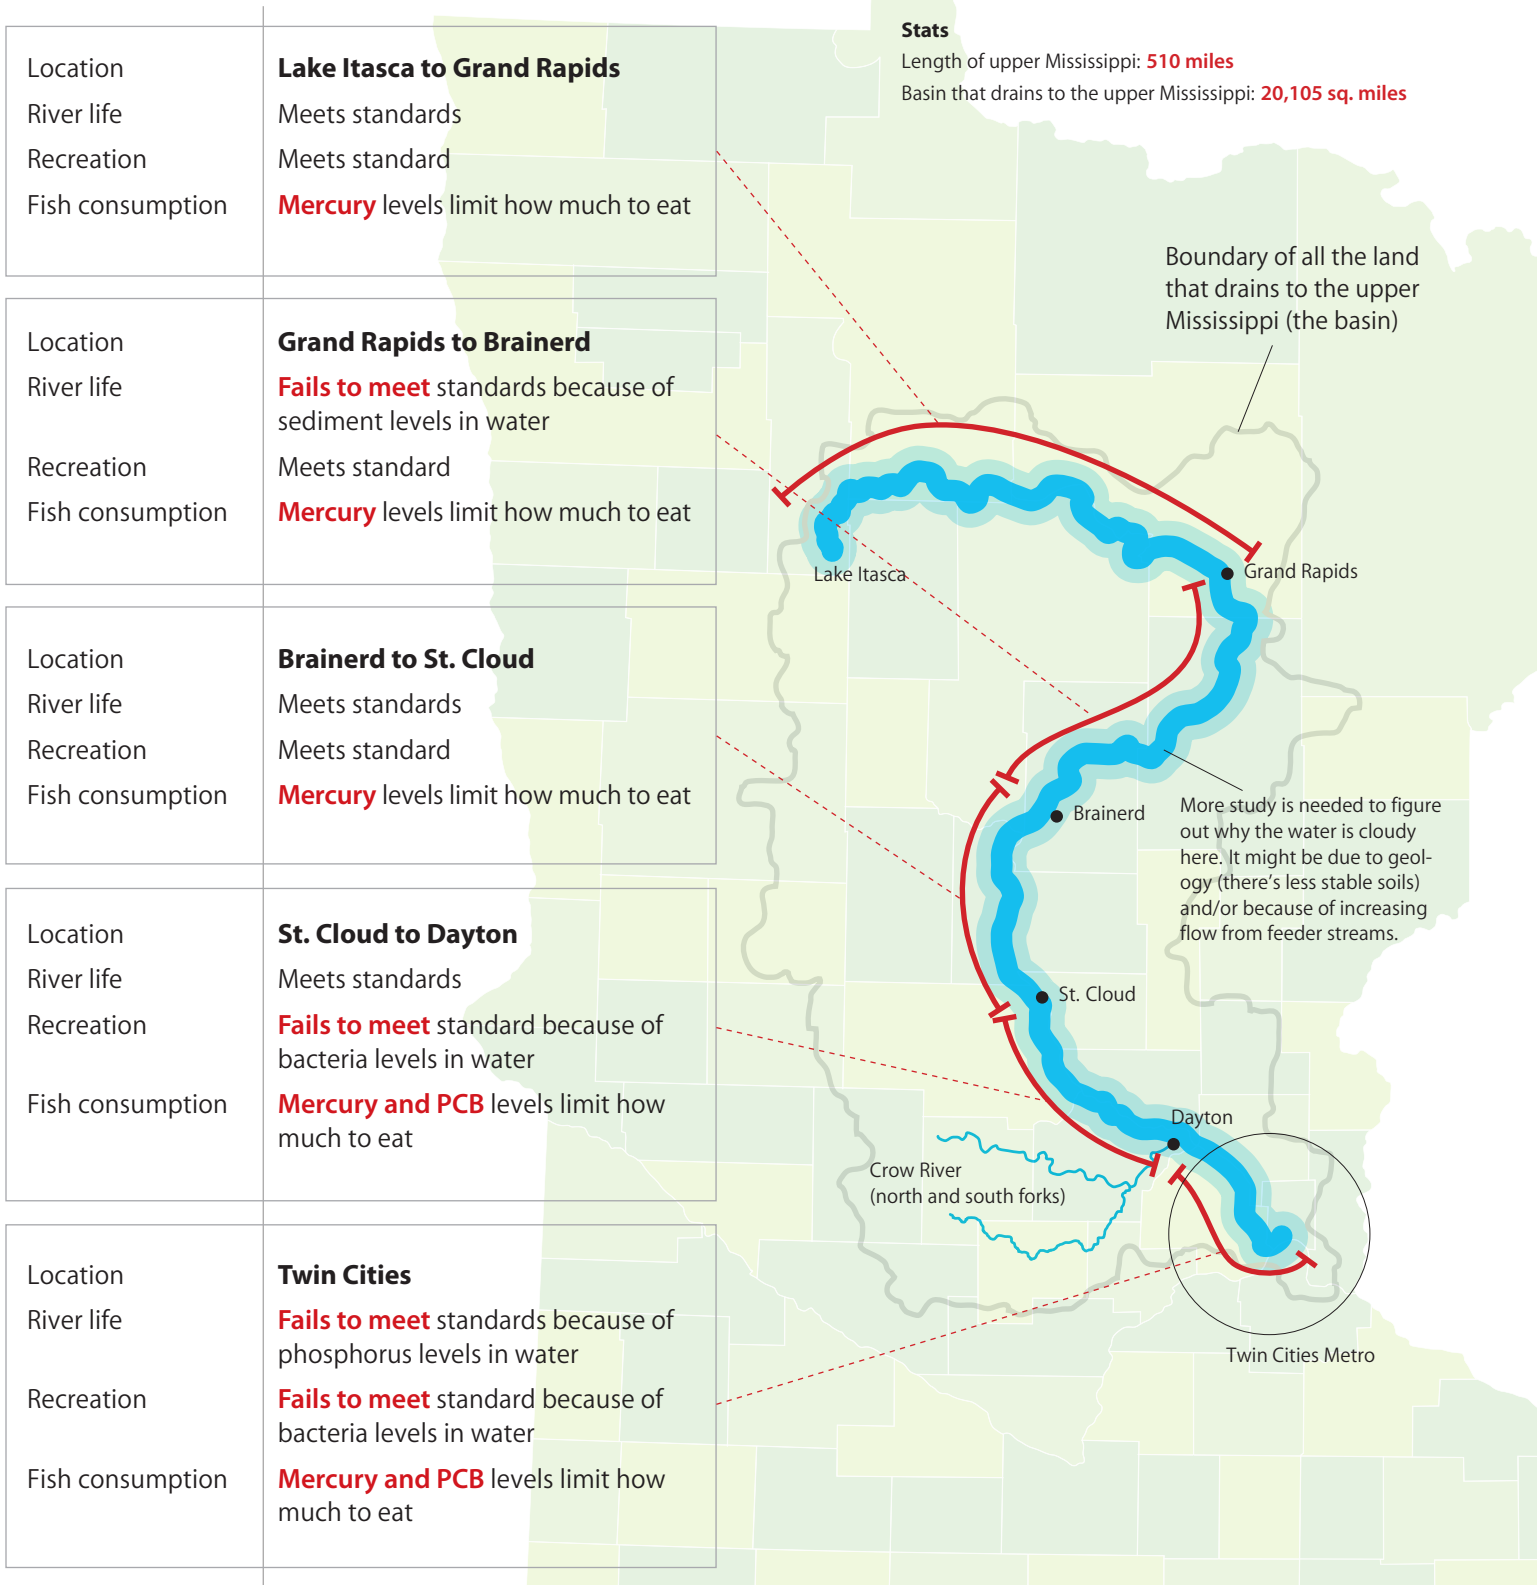 Location Lake Itasca to Grand Rapids
River life Meets standards
Recreation Meets standard
Fish consumption Mercury levels limit how much to eat
Location Grand Rapids to Brainerd
River life Fails to meet standards because of
sediment levels in water
Recreation Meets standard
Fish consumption Mercury levels limit how much to eat
Location Brainerd to St. Cloud
River life Meets standards
Recreation Meets standard
Fish consumption Mercury levels limit how much to eat
Location St. Cloud to Dayton
River life Meets standards
Recreation Fails to meet standard because of
bacteria levels in water
Fish consumption Mercury and PCB levels limit how
much to eat
Location Twin Cities
River life Fails to meet standards because of
phosphorus levels in water
Recreation Fails to meet standard because of
bacteria levels in water
Fish consumption Mercury and PCB levels limit how
much to eat
Stats
Length of upper Mississippi: 510 miles
Basin that drains to the upper Mississippi: 20,105 sq. miles
Boundary of all the land
that drains to the upper
Mississippi (the basin)
Lake Itasca
Grand Rapids
Brainerd
More study is needed to figure
out why the water is cloudy
here. It might be due to geol-
ogy (there's less stable soils)
and/or because of increasing
flow from feeder streams.
St. Cloud
Dayton
Crow River
(north and south forks)
Twin Cities Metro